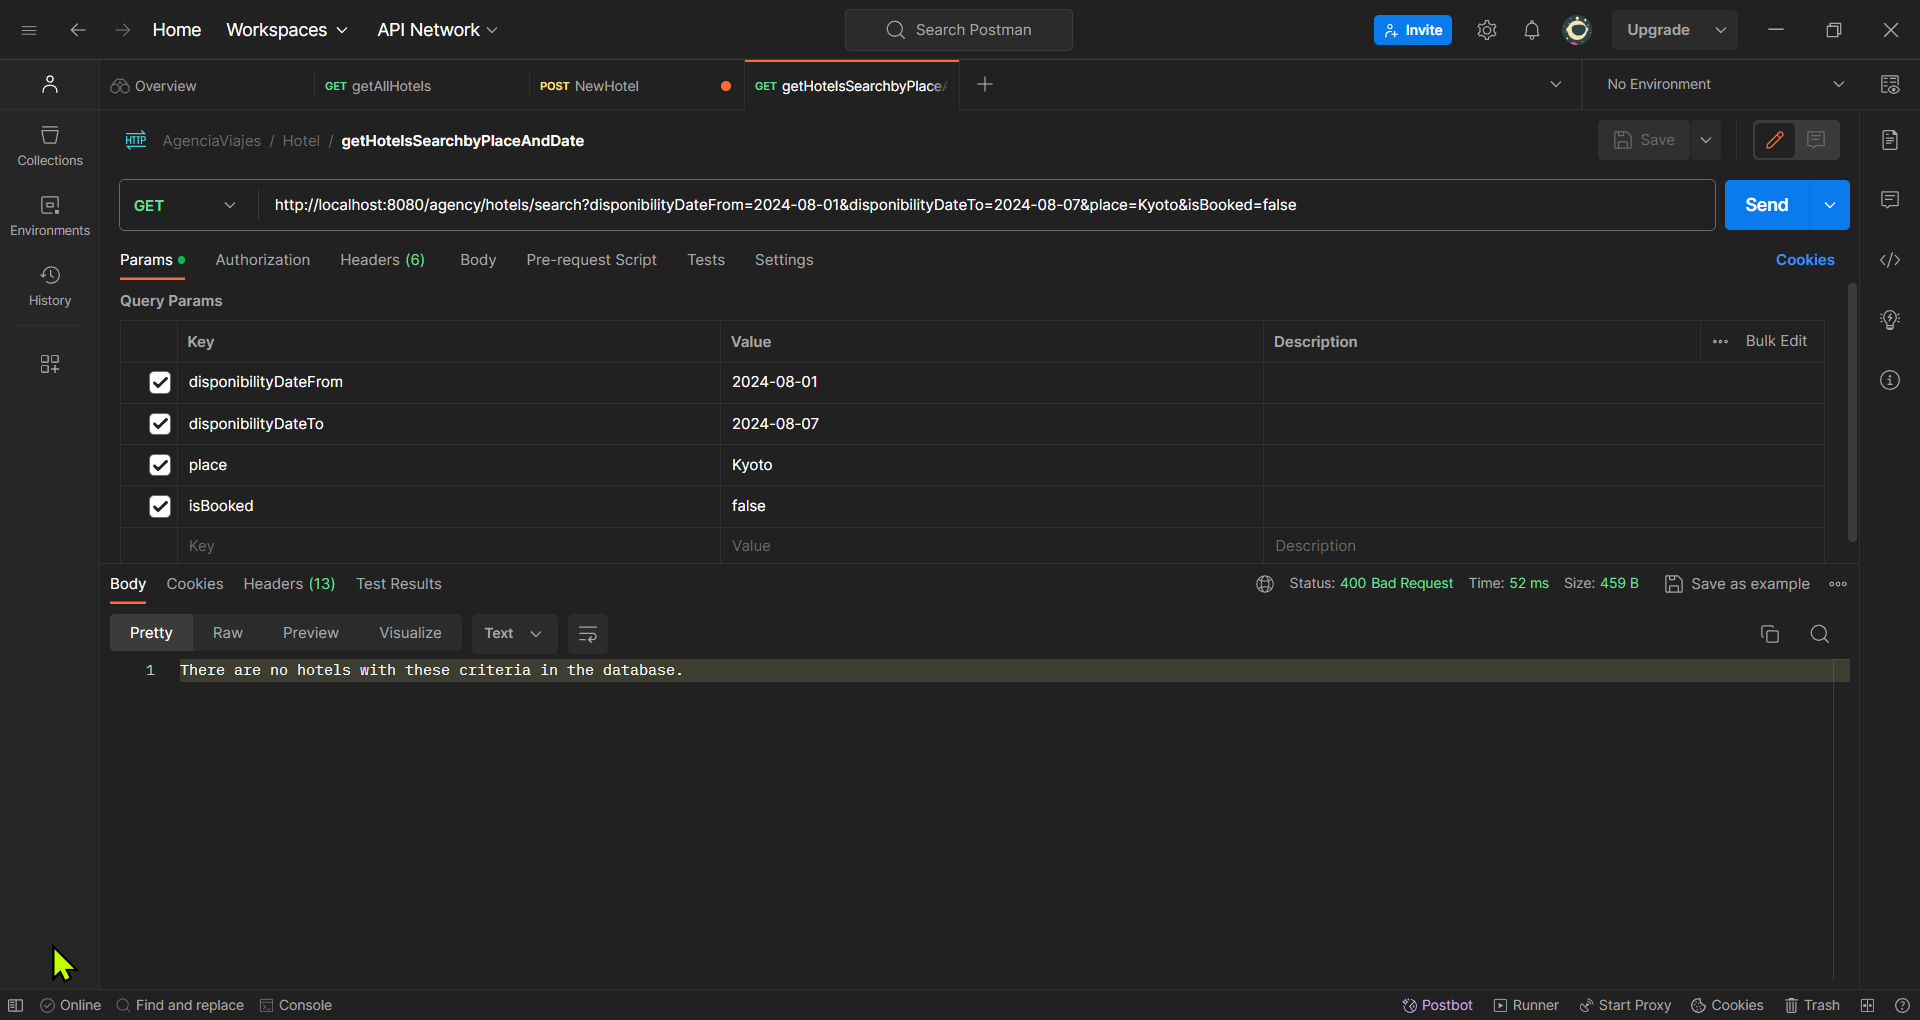 Home Workspaces API Network Search Postman Invite Upgrade
Overview GET getAllHotels POST NewHotel GET getHotelsSearchbyPlace No Environment
HTTP AgenciaViajes / Hotel / getHotelsSearchbyPlaceAndDate Save
Collections
GET http://localhost:8080/agency/hotels/search?disponibilityDateFrom=2024-08-01&disponibilityDateTo=2024-08-07&place=Kyoto&isBooked=false Send
Environments
Params Authorization Headers (6) Body Pre-request Script Tests Settings Cookies
History
Query Params
Key Value Description Bulk Edit
disponibilityDateFrom 2024-08-01
disponibilityDateTo 2024-08-07
place Kyoto
isBooked false
Key Value Description
Body Cookies Headers (13) Test Results Status: 400 Bad Request Time: 52 ms Size: 459 B Save as example
Pretty Raw Preview Visualize Text
1 There are no hotels with these criteria in the database.
Online Find and replace Console Postbot Runner Start Proxy Cookies Trash